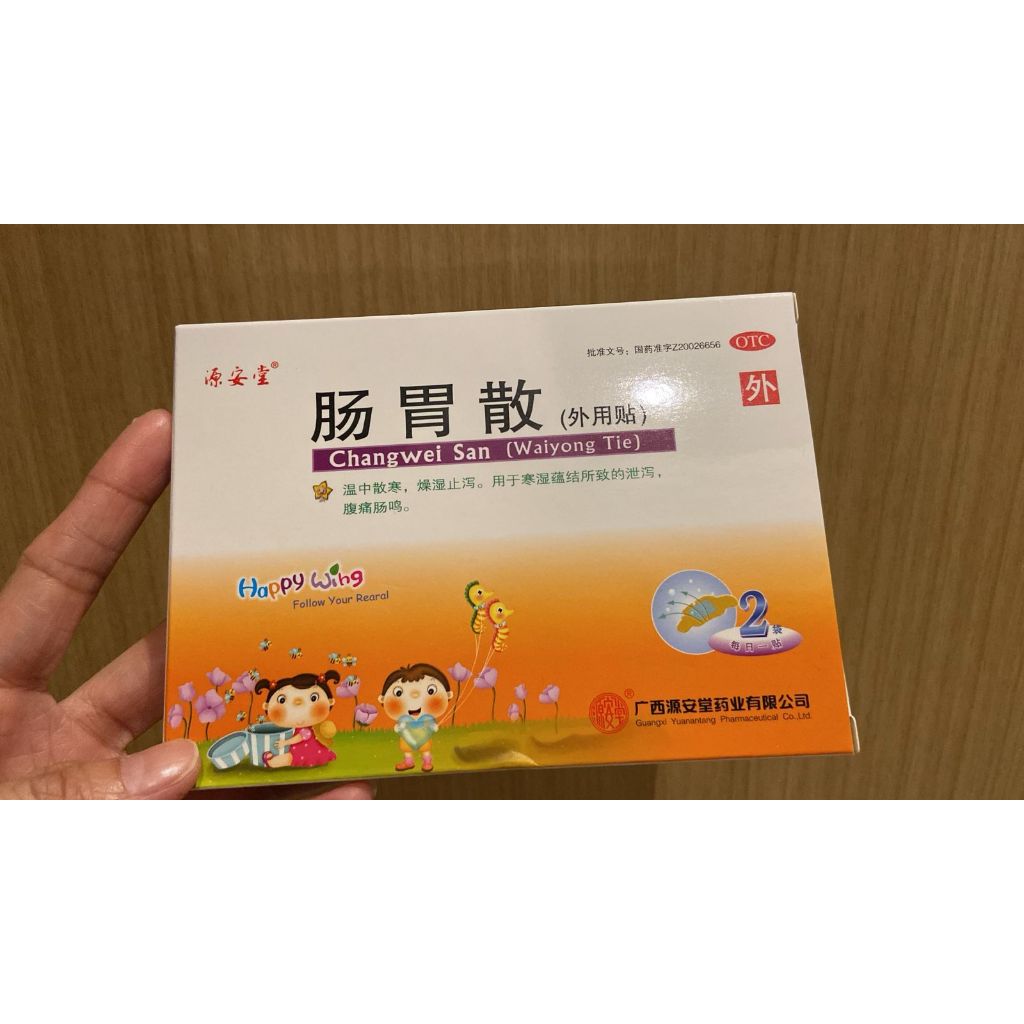 批准文号：国药准字Z20026656
OTC
源安堂®
外
肠胃散（外用贴）
Changwei San (Waiyong Tie)
温中散寒，燥湿止泻。用于寒湿蕴结所致的泄泻，
腹痛肠鸣。
Happy Wing
Follow Your Rearal
2袋
每日一贴
®
广西源安堂药业有限公司
Guangxi Yuanantang Pharmaceutical Co.,Ltd.